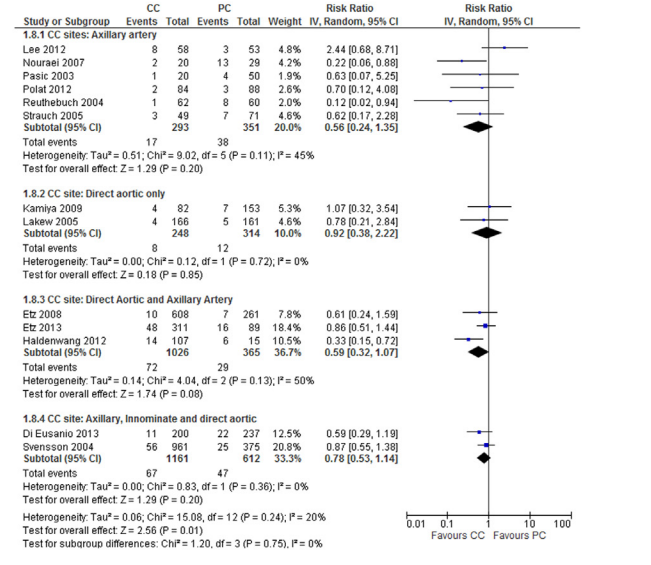 CC PC Risk Ratio Risk Ratio
Study or Subgroup Events Total Events Total Weight IV, Random, 95% CI IV, Random, 95% CI
1.8.1 CC sites: Axillary artery
Lee 2012 8 58 3 53 4.8% 2.44 [0.68, 8.71]
Nouraei 2007 2 20 13 29 4.2% 0.22 [0.06, 0.88]
Pasic 2003 1 20 4 50 1.9% 0.63 [0.07, 5.25]
Polat 2012 2 84 3 88 2.6% 0.70 [0.12, 4.08]
Reuthebuch 2004 1 62 8 60 2.0% 0.12 [0.02, 0.94]
Strauch 2005 3 49 7 71 4.5% 0.62 [0.17, 2.28]
Subtotal (95% CI) 293 351 20.0% 0.56 [0.24, 1.35]
Total events 17 38
Heterogeneity: Tau² = 0.51; Chi² = 9.02, df = 5 (P = 0.11); I² = 45%
Test for overall effect: Z = 1.29 (P = 0.20)
1.8.2 CC site: Direct aortic only
Kamiya 2009 4 82 7 153 5.3% 1.07 [0.32, 3.54]
Lakew 2005 4 166 5 161 4.6% 0.78 [0.21, 2.84]
Subtotal (95% CI) 248 314 10.0% 0.92 [0.38, 2.22]
Total events 8 12
Heterogeneity: Tau² = 0.00; Chi² = 0.12, df = 1 (P = 0.72); I² = 0%
Test for overall effect: Z = 0.18 (P = 0.85)
1.8.3 CC site: Direct Aortic and Axillary Artery
Etz 2008 10 608 7 261 7.8% 0.61 [0.24, 1.59]
Etz 2013 48 311 16 89 18.4% 0.86 [0.51, 1.44]
Haldenwang 2012 14 107 6 15 10.5% 0.33 [0.15, 0.72]
Subtotal (95% CI) 1026 365 36.7% 0.59 [0.32, 1.07]
Total events 72 29
Heterogeneity: Tau² = 0.14; Chi² = 4.04, df = 2 (P = 0.13); I² = 50%
Test for overall effect: Z = 1.74 (P = 0.08)
1.8.4 CC site: Axillary, Innominate and direct aortic
Di Eusanio 2013 11 200 22 237 12.5% 0.59 [0.29, 1.19]
Svensson 2004 56 961 25 375 20.8% 0.87 [0.55, 1.38]
Subtotal (95% CI) 1161 612 33.3% 0.78 [0.53, 1.14]
Total events 67 47
Heterogeneity: Tau² = 0.00; Chi² = 0.83, df = 1 (P = 0.36); I² = 0%
Test for overall effect: Z = 1.29 (P = 0.20)
Heterogeneity: Tau² = 0.06; Chi² = 15.08, df = 12 (P = 0.24); I² = 20%
Test for overall effect: Z = 2.56 (P = 0.01)
Test for subgroup differences: Chi² = 1.20, df = 3 (P = 0.75), I² = 0%
0.01 0.1 1 10 100
Favours CC Favours PC